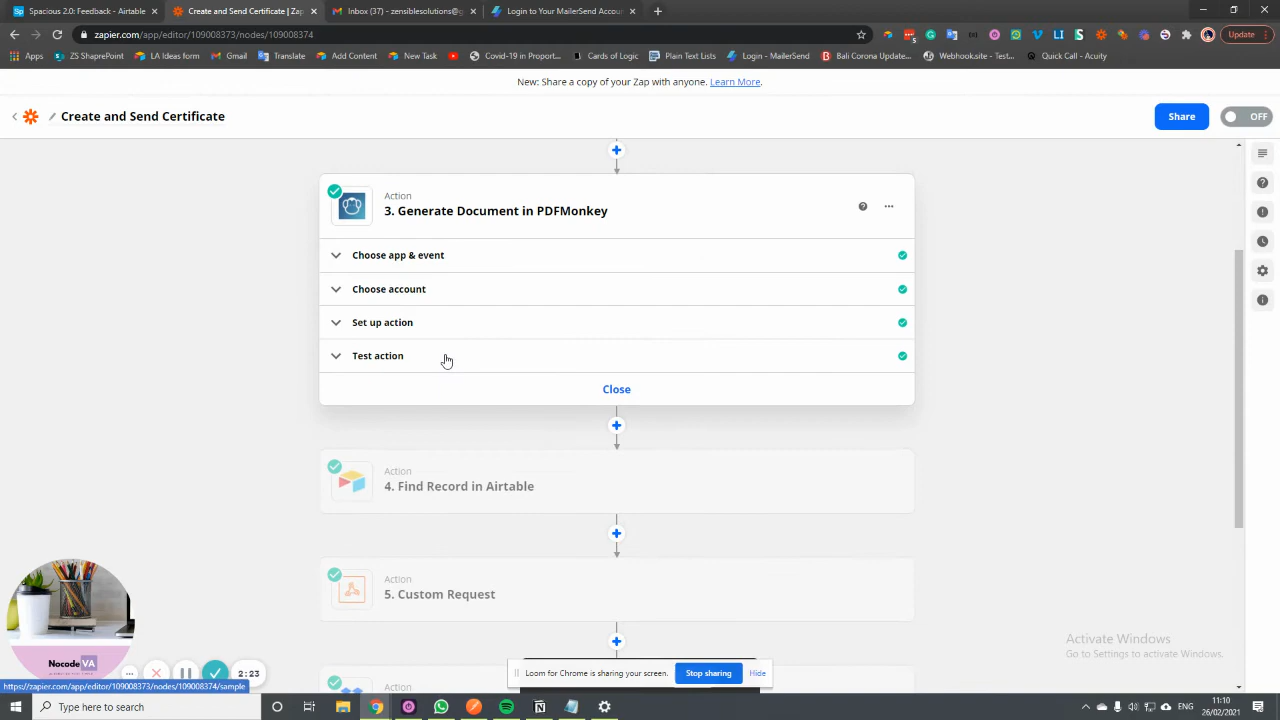 Spacious 2.0: Feedback - Airtable
Create and Send Certificate | Zap
Inbox (37) - zensiblesolutions@g
Login to Your MailerSend Accou
zapier.com/app/editor/109008373/nodes/109008374
Update
Apps
ZS SharePoint
LA Ideas form
Translate
Add Content
New Task
Covid-19 in Proport...
Cards of Logic
Plain Text Lists
Login - MailerSend
Bali Corona Update...
Webhook.site - Test...
Quick Call - Acuity
New: Share a copy of your Zap with anyone. Learn More.
Create and Send Certificate
Share
OFF
Action
3. Generate Document in PDFMonkey
Choose app & event
Choose account
Set up action
Test action
Close
Action
4. Find Record in Airtable
Action
5. Custom Request
Action
Nocode VA
2:23
Activate Windows
Go to Settings to activate Windows.
Loom for Chrome is sharing your screen.
Stop sharing
Hide
https://zapier.com/app/editor/109008373/nodes/109008374/sample
Type here to search
ENG
11:10
26/02/2021